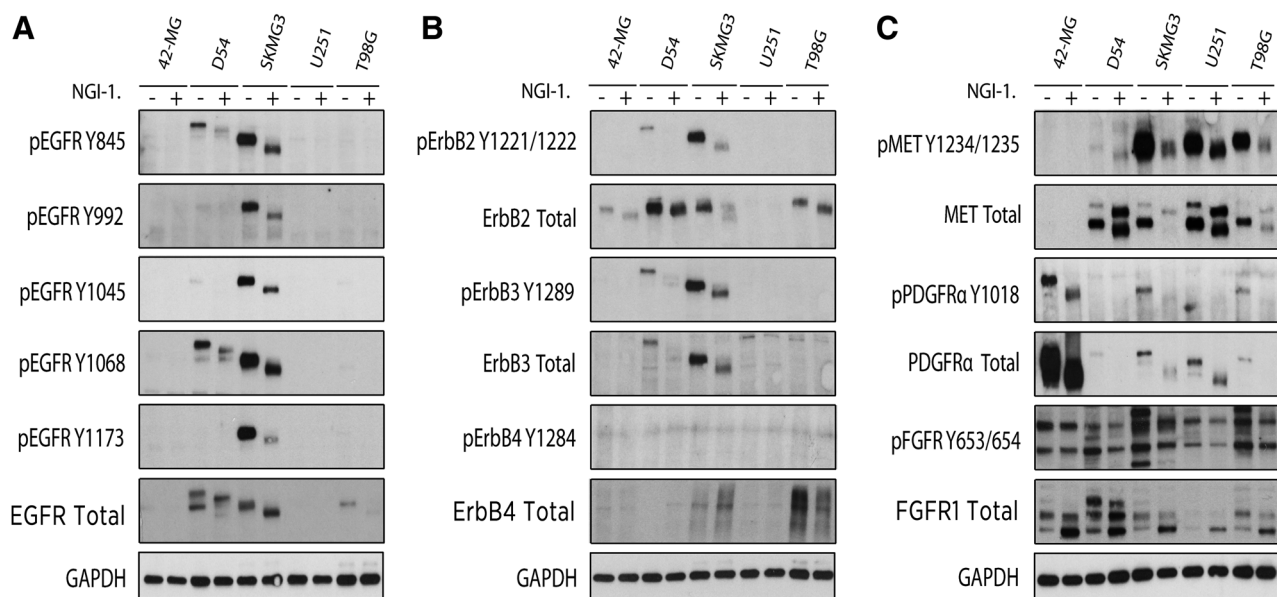 A
42-MG D54 SKMG3 U251 T98G
NGI-1. - + - + - + - + - +
pEGFR Y845
pEGFR Y992
pEGFR Y1045
pEGFR Y1068
pEGFR Y1173
EGFR Total
GAPDH
B
42-MG D54 SKMG3 U251 T98G
NGI-1. - + - + - + - + - +
pErbB2 Y1221/1222
ErbB2 Total
pErbB3 Y1289
ErbB3 Total
pErbB4 Y1284
ErbB4 Total
GAPDH
C
42-MG D54 SKMG3 U251 T98G
NGI-1. - + - + - + - + - +
pMET Y1234/1235
MET Total
pPDGFRα Y1018
PDGFRα Total
pFGFR Y653/654
FGFR1 Total
GAPDH